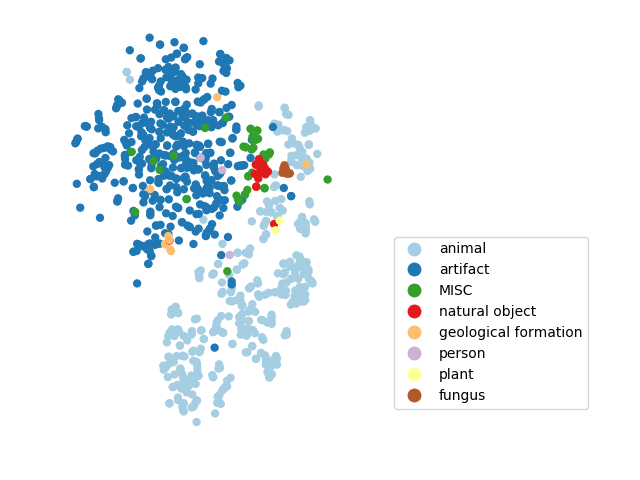 animal
artifact
MISC
natural object
geological formation
person
plant
fungus